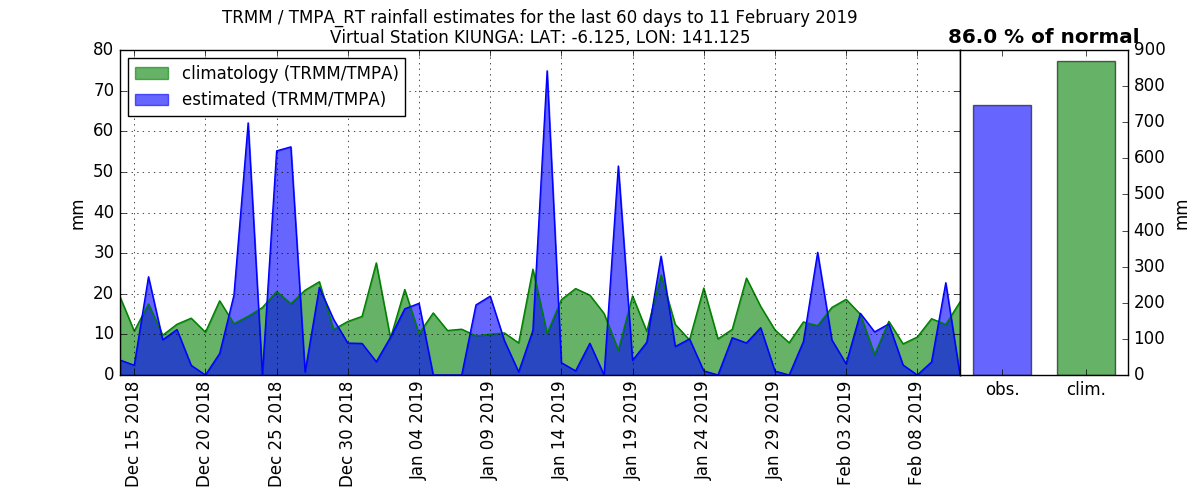 TRMM / TMPA_RT rainfall estimates for the last 60 days to 11 February 2019
Virtual Station KIUNGA: LAT: -6.125, LON: 141.125
86.0 % of normal
climatology (TRMM/TMPA)
estimated (TRMM/TMPA)
80
70
60
50
40
30
20
10
0
mm
Dec 15 2018
Dec 20 2018
Dec 25 2018
Dec 30 2018
Jan 04 2019
Jan 09 2019
Jan 14 2019
Jan 19 2019
Jan 24 2019
Jan 29 2019
Feb 03 2019
Feb 08 2019
obs.
clim.
900
800
700
600
500
400
300
200
100
0
mm